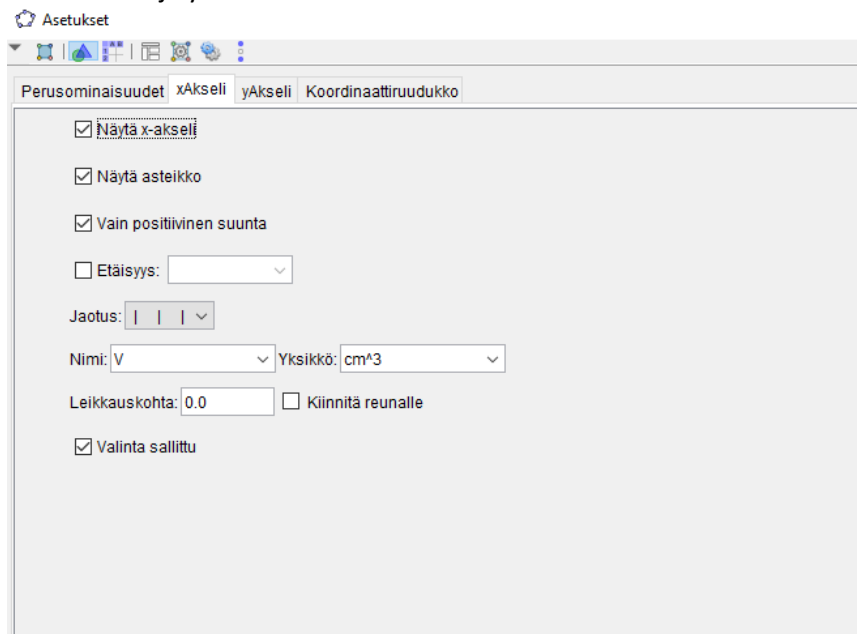 Asetukset
Perusominaisuudet xAkseli yAkseli Koordinaattiruudukko
Näytä x-akseli
Näytä asteikko
Vain positiivinen suunta
Etäisyys:
Jaotus: | | |
Nimi: V Yksikkö: cm^3
Leikkauskohta: 0.0 Kiinnitä reunalle
Valinta sallittu